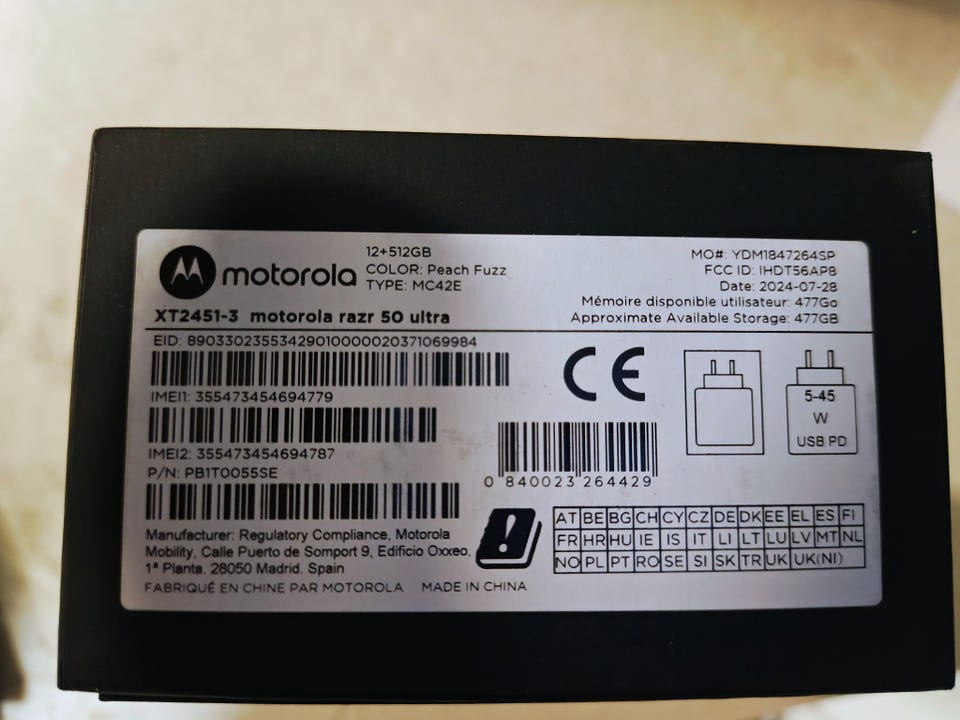 motorola
12+512GB
COLOR: Peach Fuzz
TYPE: MC42E
MO#: YDM1847264SP
FCC ID: IHDT56AP8
Date: 2024-07-28
Mémoire disponible utilisateur: 477Go
Approximate Available Storage: 477GB
XT2451-3 motorola razr 50 ultra
EID: 89033023553429010000020371069984
IMEI1: 355473454694779
IMEI2: 355473454694787
P/N: PB1T0055SE
CE
5-45
W
USB PD
0 840023 264429
Manufacturer: Regulatory Compliance, Motorola
Mobility, Calle Puerto de Somport 9, Edificio Oxxeo,
1ª Planta. 28050 Madrid. Spain
FABRIQUÉ EN CHINE PAR MOTOROLA MADE IN CHINA
AT BE BG CH CY CZ DE DK EE EL ES FI
FR HR HU IE IS IT LI LT LU LV MT NL
NO PL PT RO SE SI SK TR UK UK(NI)